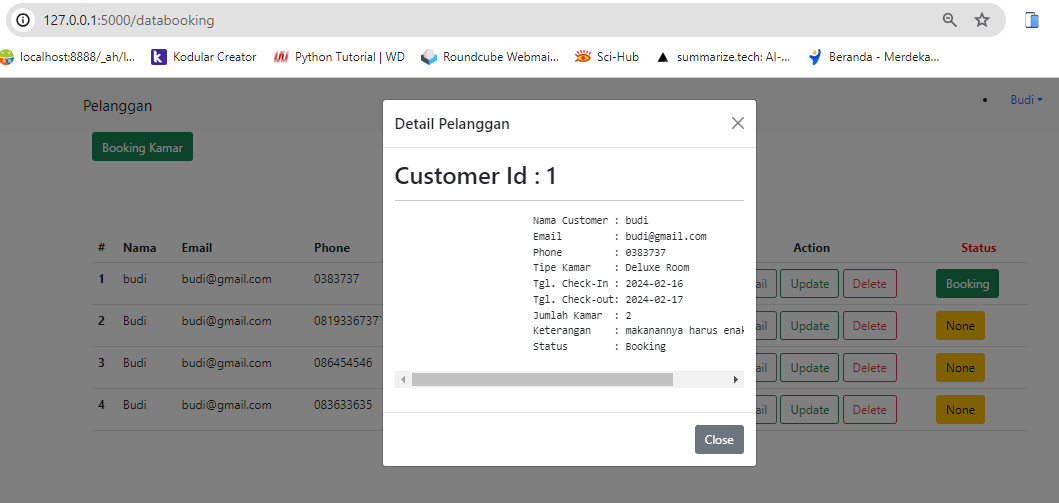 127.0.0.1:5000/databooking
localhost:8888/_ah/l... Kodular Creator Python Tutorial | WD Roundcube Webmai... Sci-Hub summarize.tech: AI-... Beranda - Merdeka...
Pelanggan
Budi
Booking Kamar
Detail Pelanggan
Customer Id : 1
Nama Customer : budi
Email : budi@gmail.com
Phone : 0383737
Tipe Kamar : Deluxe Room
Tgl. Check-In : 2024-02-16
Tgl. Check-out: 2024-02-17
Jumlah Kamar : 2
Keterangan : makanannya harus enak
Status : Booking
Close
# Nama Email Phone Action Status
1 budi budi@gmail.com 0383737 ail Update Delete Booking
2 Budi budi@gmail.com 0819336737 ail Update Delete None
3 Budi budi@gmail.com 086454546 ail Update Delete None
4 Budi budi@gmail.com 083633635 ail Update Delete None